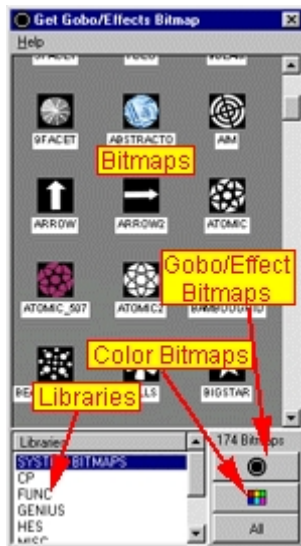 Get Gobo/Effects Bitmap
Help
9FACET ABSTRACTO AIM
Bitmaps
ARROW ARROW2 ATOMIC
Gobo/Effect
Bitmaps
ATOMIC_507 ATOMIC2
Color Bitmaps
BIGSTAR
Libraries
Libraries 174 Bitmaps
SYSTEM BITMAPS
CP
FUNC
GENIUS
HES
MISC
All